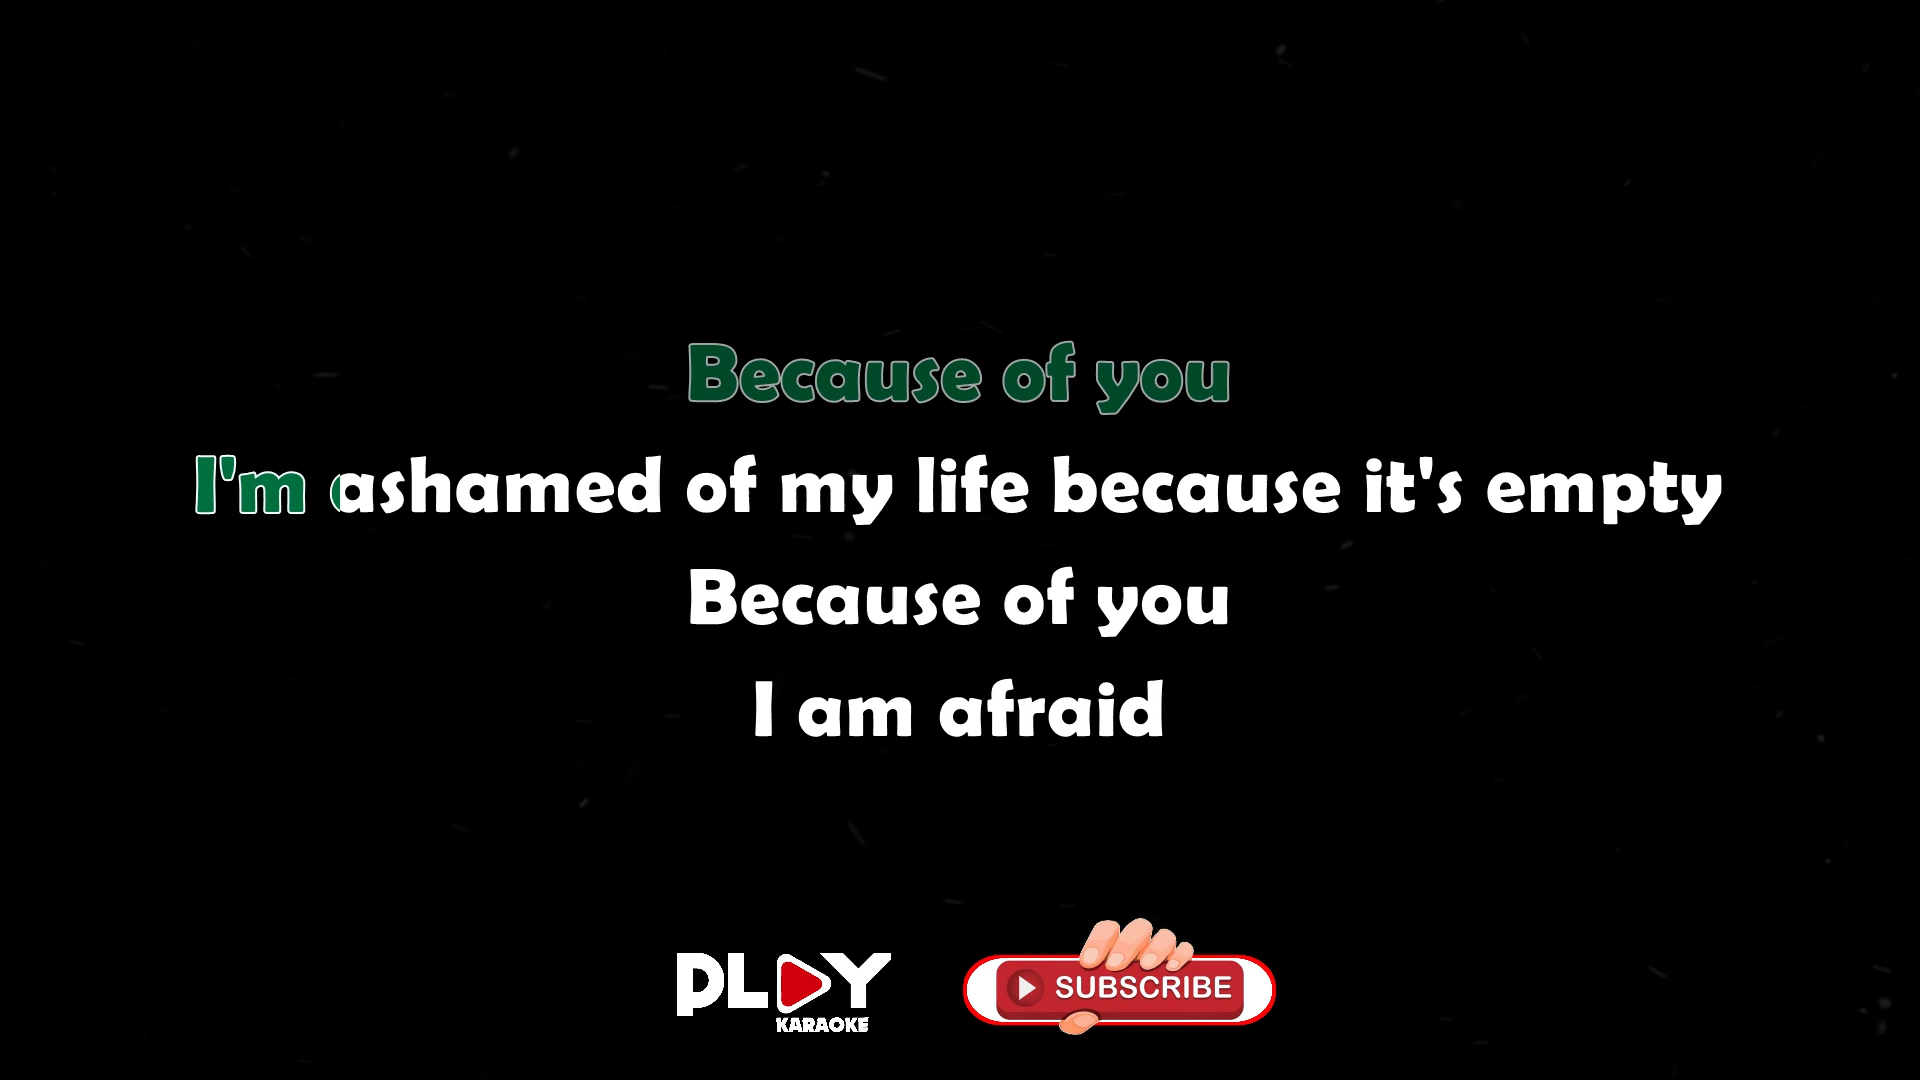 Because of you
I'm ashamed of my life because it's empty
Because of you
I am afraid
PLAY
KARAOKE
SUBSCRIBE